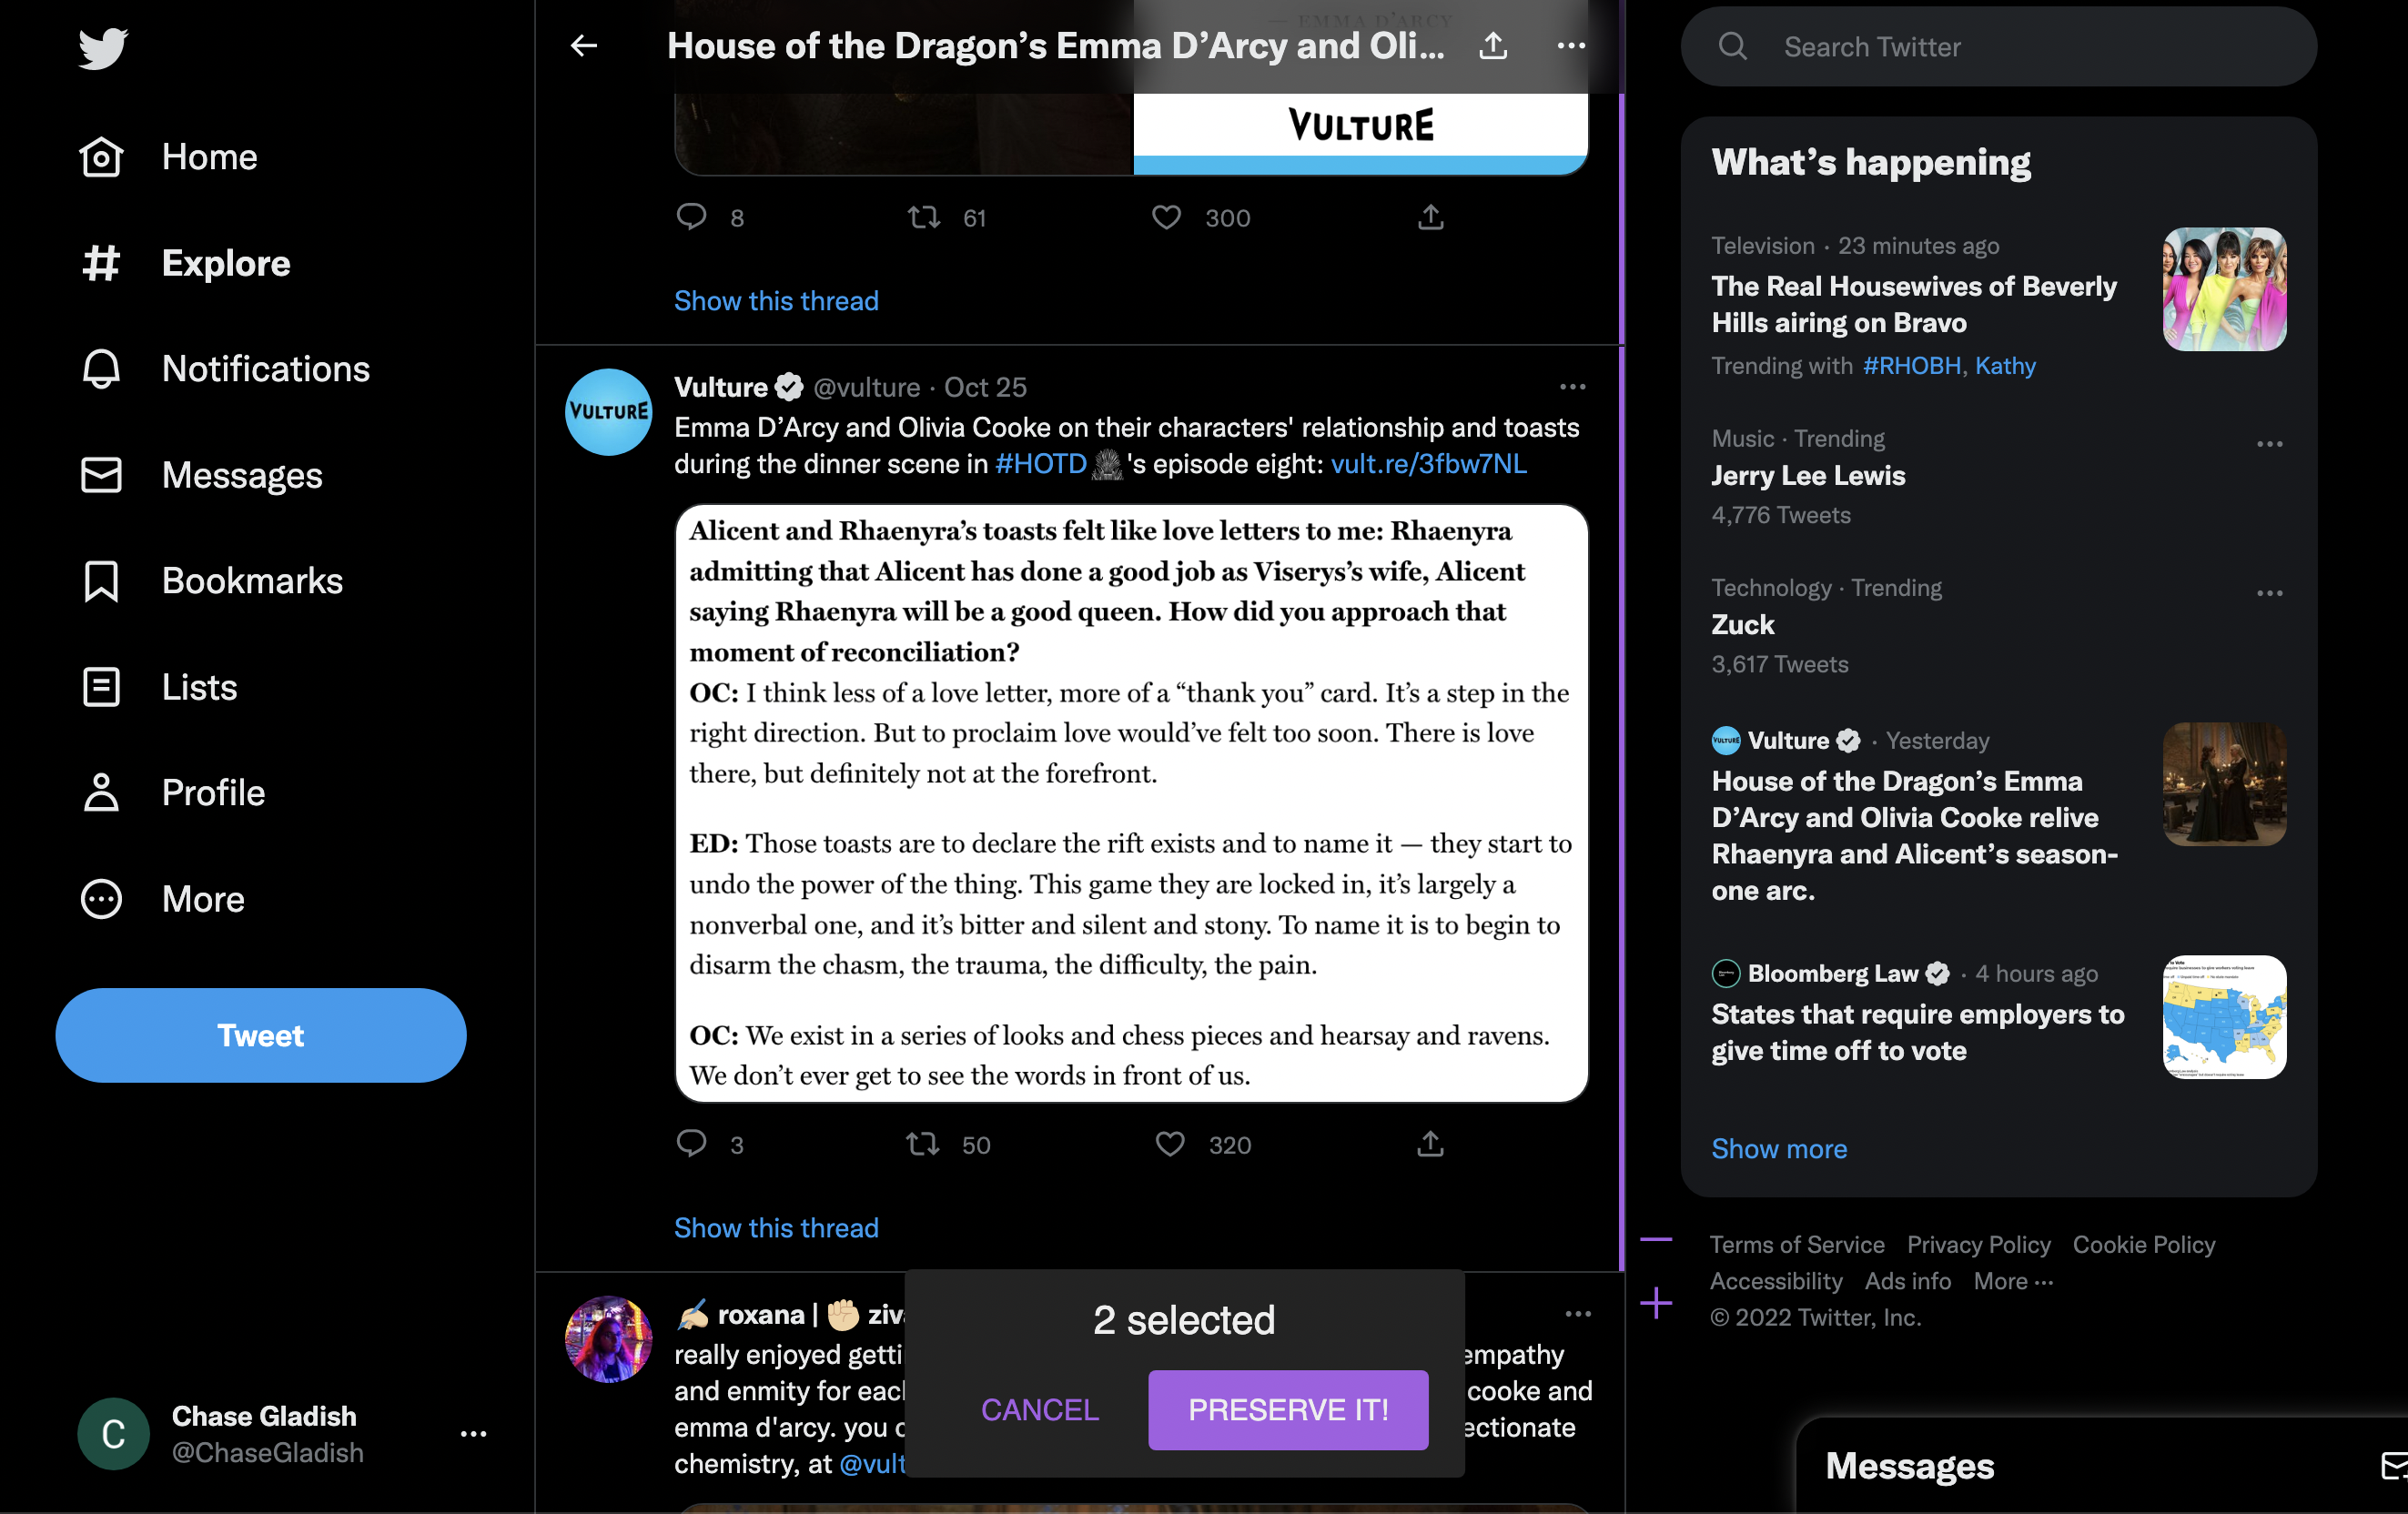 Home
Explore
Notifications
Messages
Bookmarks
Lists
Profile
More
Tweet
Chase Gladish
@ChaseGladish
C
— EMMA D'ARCY
House of the Dragon’s Emma D’Arcy and Oli...
VULTURE
8
61
300
Show this thread
VULTURE
Vulture @vulture · Oct 25
Emma D’Arcy and Olivia Cooke on their characters' relationship and toasts
during the dinner scene in #HOTD 's episode eight: vult.re/3fbw7NL
Alicent and Rhaenyra’s toasts felt like love letters to me: Rhaenyra
admitting that Alicent has done a good job as Viserys’s wife, Alicent
saying Rhaenyra will be a good queen. How did you approach that
moment of reconciliation?
OC: I think less of a love letter, more of a “thank you” card. It’s a step in the
right direction. But to proclaim love would’ve felt too soon. There is love
there, but definitely not at the forefront.
ED: Those toasts are to declare the rift exists and to name it — they start to
undo the power of the thing. This game they are locked in, it’s largely a
nonverbal one, and it’s bitter and silent and stony. To name it is to begin to
disarm the chasm, the trauma, the difficulty, the pain.
OC: We exist in a series of looks and chess pieces and hearsay and ravens.
We don’t ever get to see the words in front of us.
3
50
320
Show this thread
roxana |
really enjoyed empathy
and enmity for cooke and
emma d'arcy. you
chemistry, at
2 selected
CANCEL
PRESERVE IT!
Search Twitter
What’s happening
Television · 23 minutes ago
The Real Housewives of Beverly
Hills airing on Bravo
Trending with #RHOBH, Kathy
Music · Trending
Jerry Lee Lewis
4,776 Tweets
Technology · Trending
Zuck
3,617 Tweets
VULTURE
Vulture · Yesterday
House of the Dragon’s Emma
D’Arcy and Olivia Cooke relive
Rhaenyra and Alicent’s season-
one arc.
Bloomberg Law · 4 hours ago
States that require employers to
give time off to vote
Show more
Terms of Service Privacy Policy Cookie Policy
Accessibility Ads info More ···
© 2022 Twitter, Inc.
Messages